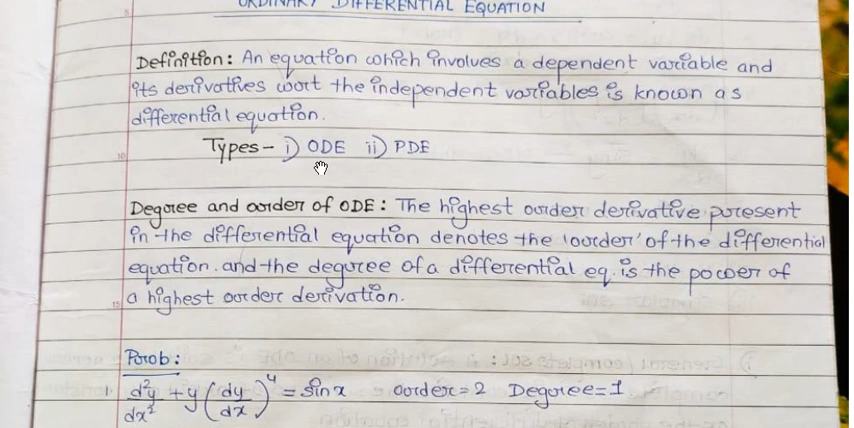 ORDINARY DIFFERENTIAL EQUATION
Definition: An equation which involves a dependent variable and
its derivatives wrt the independent variables is known as
differential equation.
Types- i) ODE ii) PDE
Degree and order of ODE: The highest order derivative present
in the differential equation denotes the 'order' of the differential
equation. and the degree of a differential eq. is the power of
a highest order derivation.
Prob:
d²y/dx² + y(dy/dx)⁴ = sinx order=2 Degree=1